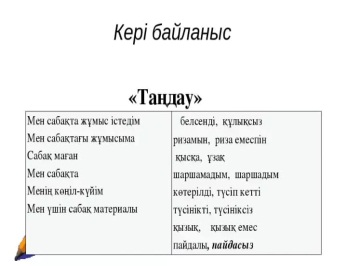 Кері байланыс
«Таңдау»
Мен сабақта жұмыс істедім
Мен сабақтағы жұмысыма
Сабақ маған
Мен сабақта
Менің көңіл-күйім
Мен үшін сабақ материалы
белсенді, құлықсыз
ризамын, риза емеспін
қысқа, ұзақ
шаршамадым, шаршадым
көтерілді, түсіп кетті
түсінікті, түсініксіз
қызық, қызық емес
пайдалы, пайдасыз